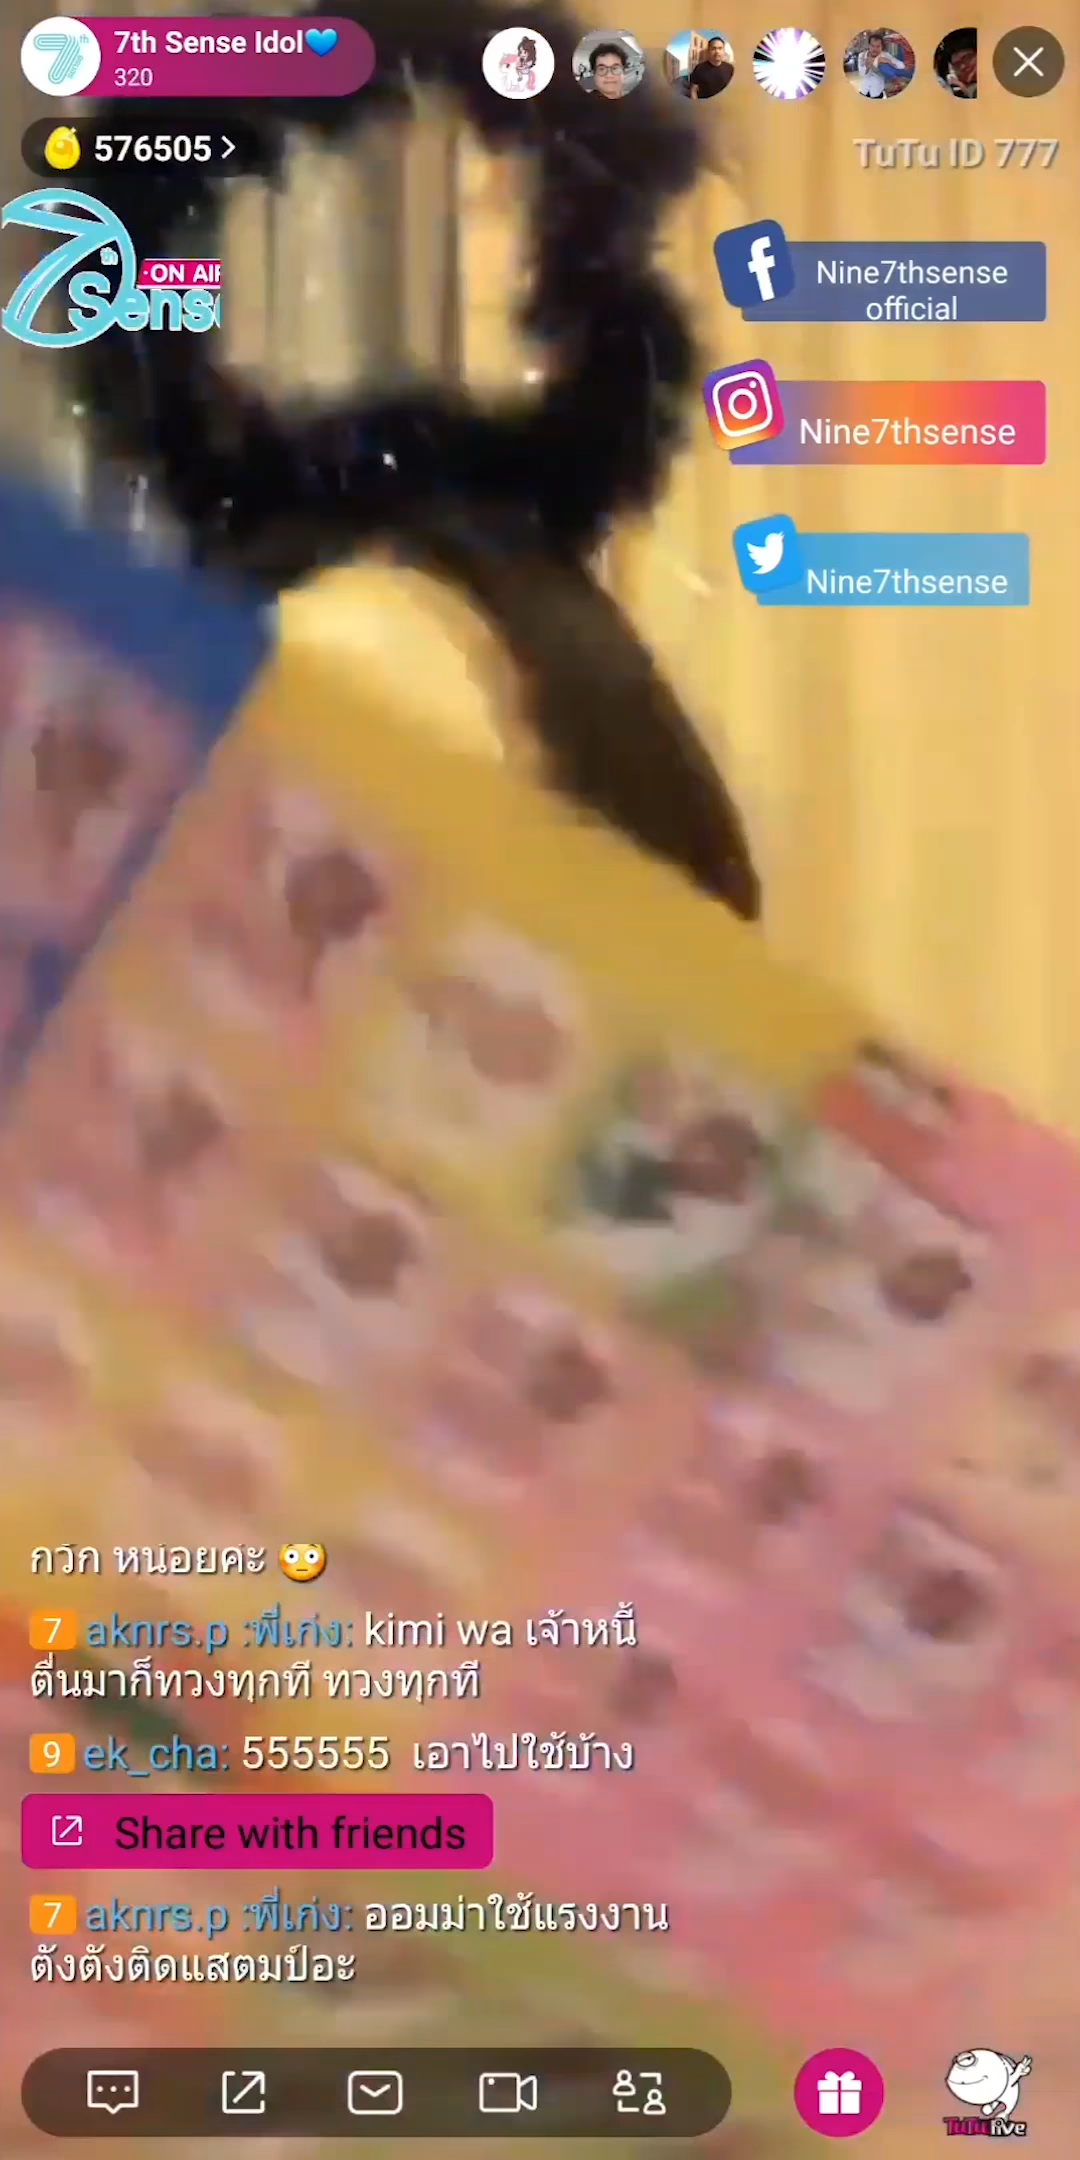 7th Sense Idol💙
320
576505
TuTu ID 777
7th
Sense
·ON AIR
Nine7thsense
official
Nine7thsense
Nine7thsense
กวัก หน่อยค่ะ 😳
7 aknrs.p :พี่เก่ง: kimi wa เจ้าหนี้
ตื่นมาก็ทวงทุกที ทวงทุกที
9 ek_cha: 555555 เอาไปใช้บ้าง
Share with friends
7 aknrs.p :พี่เก่ง: ออมม่าใช้แรงงาน
ตังตังติดแสตมป์อะ
TuTu live